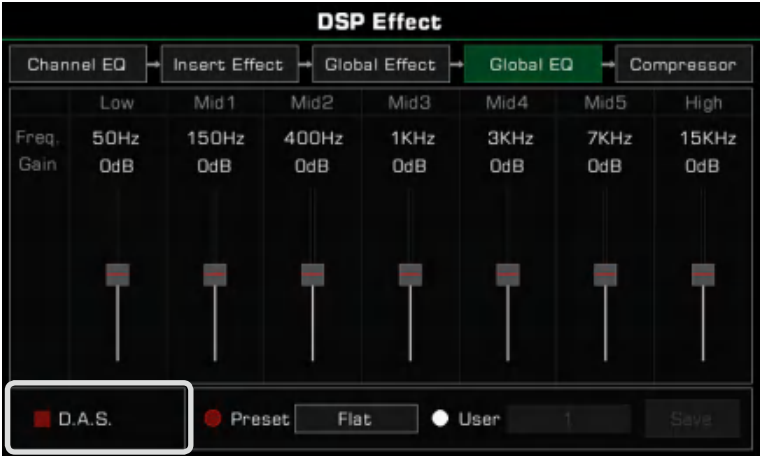 DSP Effect
Channel EQ Insert Effect Global Effect Global EQ Compressor
Low Mid1 Mid2 Mid3 Mid4 Mid5 High
Freq. 50Hz 150Hz 400Hz 1KHz 3KHz 7KHz 15KHz
Gain 0dB 0dB 0dB 0dB 0dB 0dB 0dB
D.A.S. Preset Flat User 1 Save